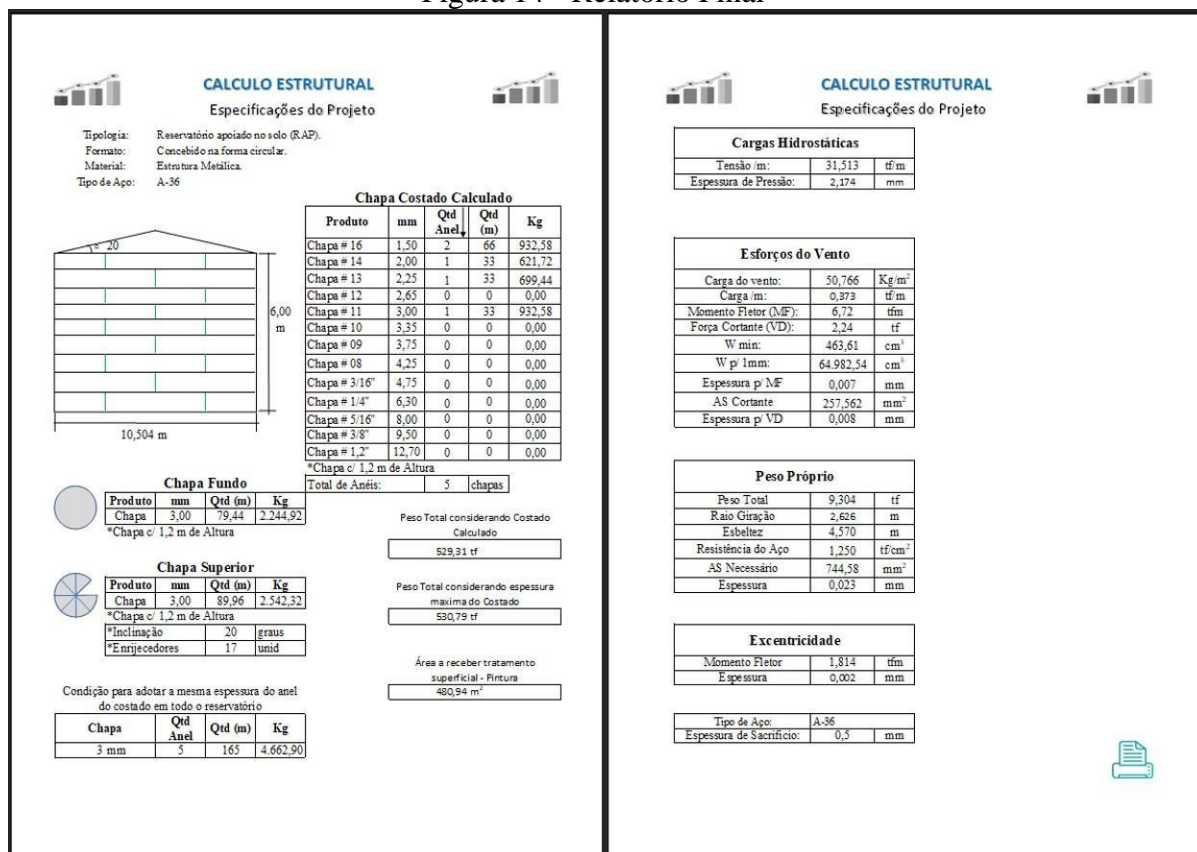 Figura 14 - Relatório Final
CALCULO ESTRUTURAL
Especificações do Projeto
Tipologia: Reservatório apoiado no solo (RAP).
Formato: Concebido na forma circular.
Material: Estrutura Metálica.
Tipo de Aço: A-36
20
6,00
m
10,504 m
Chapa Costado Calculado
Produto mm Qtd Anel Qtd (m) Kg
Chapa # 16 1,50 2 66 932,58
Chapa # 14 2,00 1 33 621,72
Chapa # 13 2,25 1 33 699,44
Chapa # 12 2,65 0 0 0,00
Chapa # 11 3,00 1 33 932,58
Chapa # 10 3,35 0 0 0,00
Chapa # 09 3,75 0 0 0,00
Chapa # 08 4,25 0 0 0,00
Chapa # 3/16" 4,75 0 0 0,00
Chapa # 1/4" 6,30 0 0 0,00
Chapa # 5/16" 8,00 0 0 0,00
Chapa # 3/8" 9,50 0 0 0,00
Chapa # 1,2" 12,70 0 0 0,00
*Chapa c/ 1,2 m de Altura
Total de Anéis: 5 chapas
Chapa Fundo
Produto mm Qtd (m) Kg
Chapa 3,00 79,44 2.244,92
*Chapa c/ 1,2 m de Altura
Chapa Superior
Produto mm Qtd (m) Kg
Chapa 3,00 89,96 2.542,32
*Chapa c/ 1,2 m de Altura
*Inclinação 20 graus
*Enrijecedores 17 unid
Condição para adotar a mesma espessura do anel
do costado em todo o reservatório
Chapa Qtd Anel Qtd (m) Kg
3 mm 5 165 4.662,90
Peso Total considerando Costado
Calculado
529,31 tf
Peso Total considerando espessura
maxima do Costado
530,79 tf
Área a receber tratamento
superficial - Pintura
480,94 m²
CALCULO ESTRUTURAL
Especificações do Projeto
Cargas Hidrostáticas
Tensão /m: 31,513 tf/m
Espessura de Pressão: 2,174 mm
Esforços do Vento
Carga do vento: 50,766 Kg/m²
Carga /m: 0,373 tf/m
Momento Fletor (MF): 6,72 tfm
Força Cortante (VD): 2,24 tf
W min: 463,61 cm³
W p/ 1mm: 64.982,54 cm³
Espessura p/ MF 0,007 mm
AS Cortante 257,562 mm²
Espessura p/ VD 0,008 mm
Peso Próprio
Peso Total 9,304 tf
Raio Giração 2,626 m
Esbeltez 4,570 m
Resistência do Aço 1,250 tf/cm²
AS Necessário 744,58 mm²
Espessura 0,023 mm
Excentricidade
Momento Fletor 1,814 tfm
Espessura 0,002 mm
Tipo de Aço: A-36
Espessura de Sacrificio: 0,5 mm